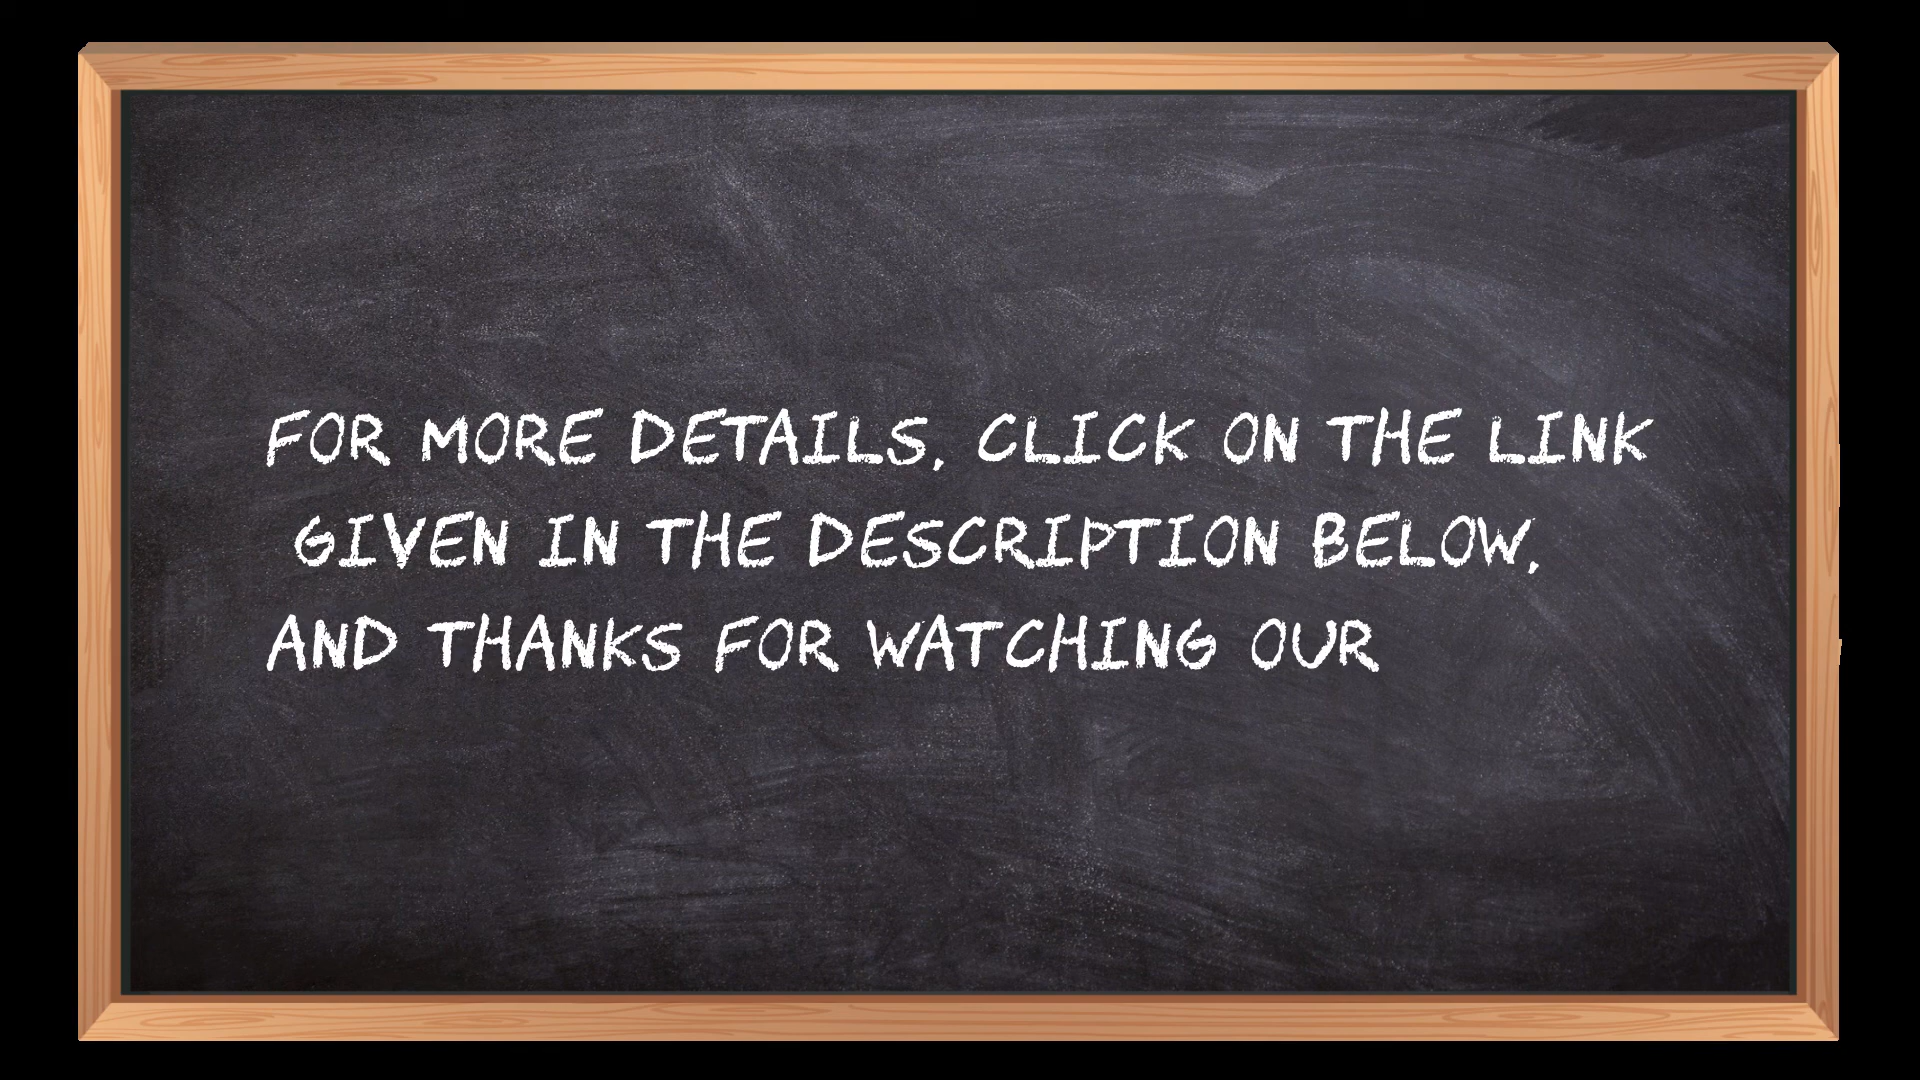 FOR MORE DETAILS, CLICK ON THE LINK
GIVEN IN THE DESCRIPTION BELOW,
AND THANKS FOR WATCHING OUR